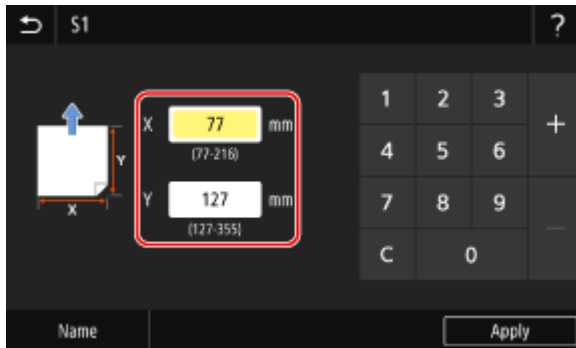 S1 ?
X 77 mm
(77-216)
Y 127 mm
(127-355)
Y
X
1 2 3 +
4 5 6
7 8 9 —
C 0
Name Apply